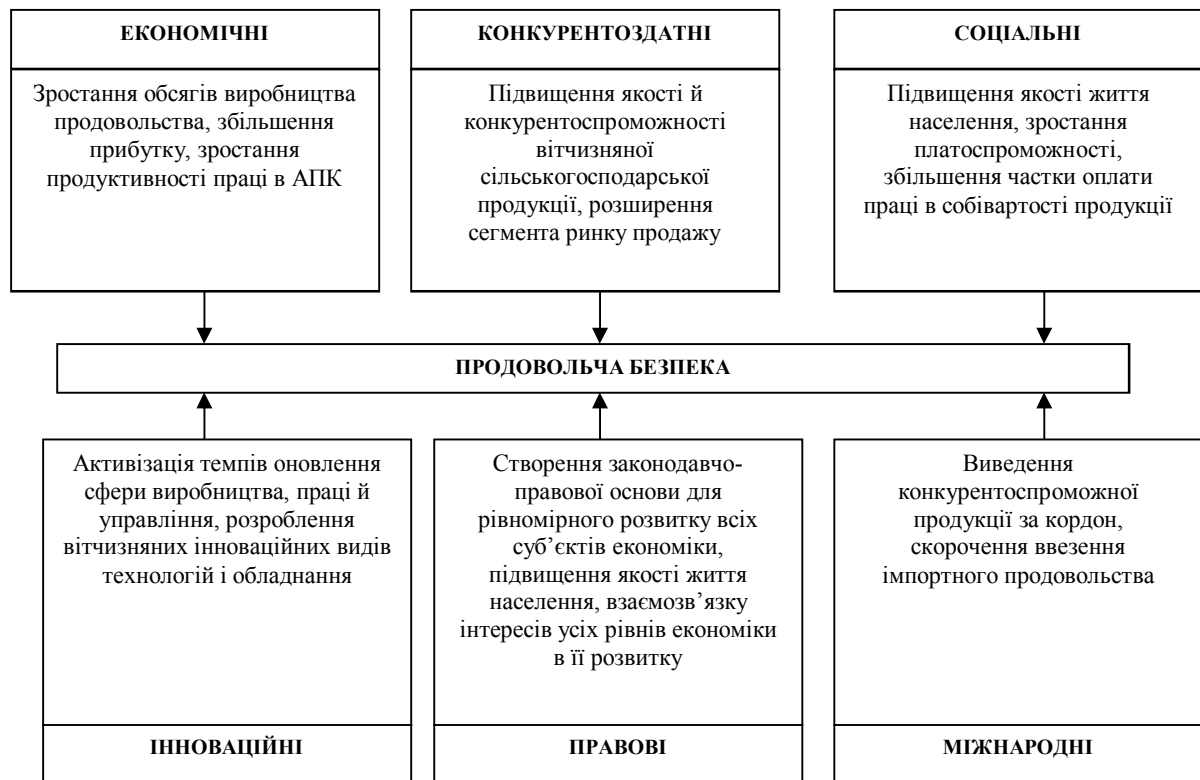 ЕКОНОМІЧНІ
Зростання обсягів виробництва
продовольства, збільшення
прибутку, зростання
продуктивності праці в АПК
КОНКУРЕНТОЗДАТНІ
Підвищення якості й
конкурентоспроможності
вітчизняної
сільськогосподарської
продукції, розширення
сегмента ринку продажу
СОЦІАЛЬНІ
Підвищення якості життя
населення, зростання
платоспроможності,
збільшення частки оплати
праці в собівартості продукції
ПРОДОВОЛЬЧА БЕЗПЕКА
Активізація темпів оновлення
сфери виробництва, праці й
управління, розроблення
вітчизняних інноваційних видів
технологій і обладнання
ІННОВАЦІЙНІ
Створення законодавчо-
правової основи для
рівномірного розвитку всіх
суб’єктів економіки,
підвищення якості життя
населення, взаємозв’язку
інтересів усіх рівнів економіки
в її розвитку
ПРАВОВІ
Виведення
конкурентоспроможної
продукції за кордон,
скорочення ввезення
імпортного продовольства
МІЖНАРОДНІ